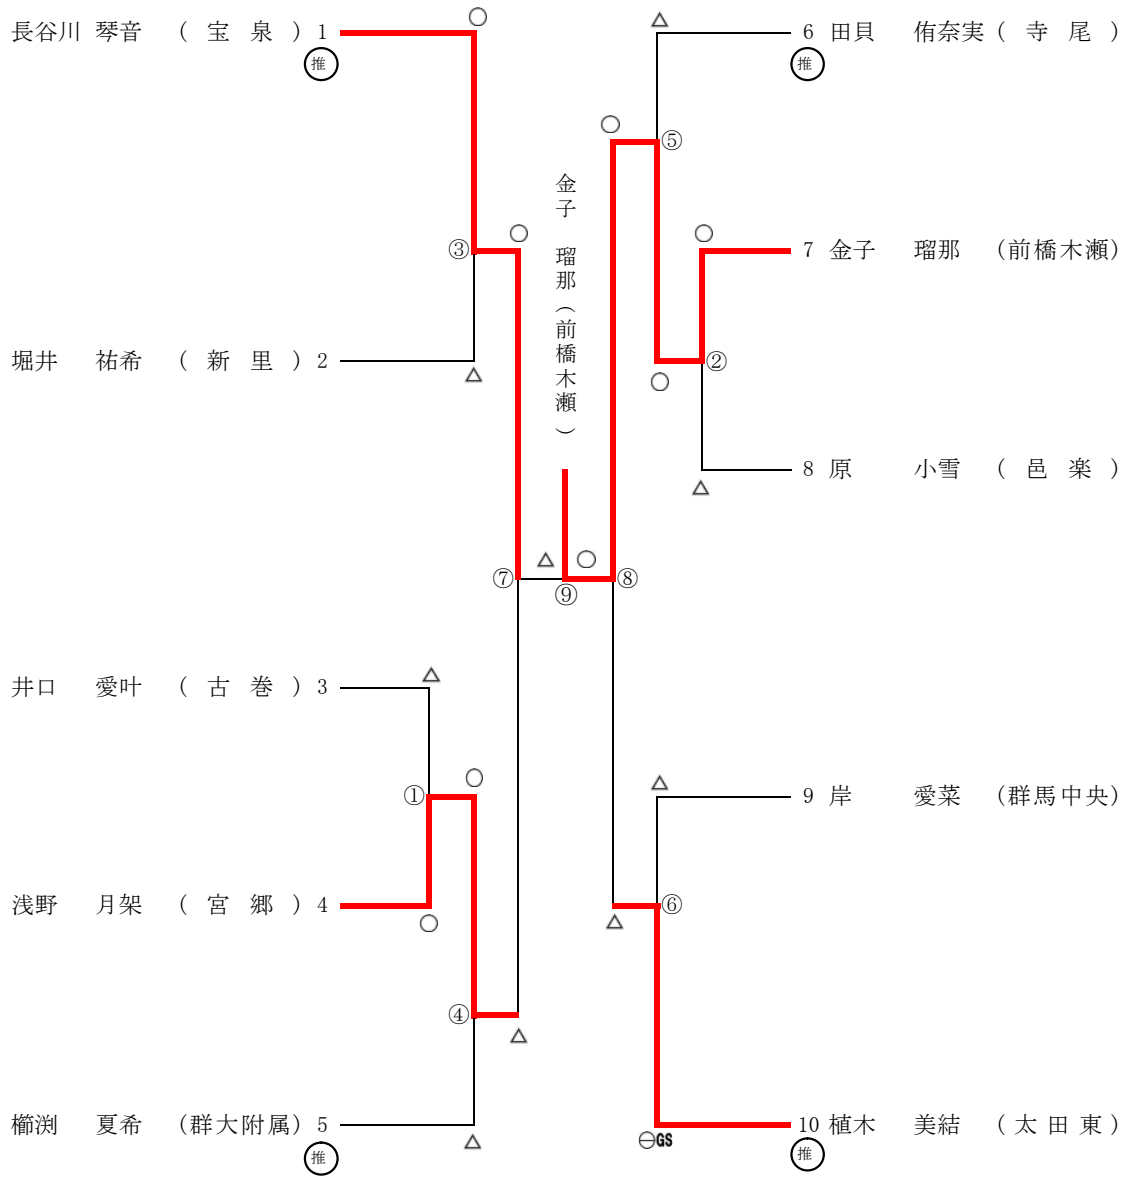 長谷川 琴音 ( 宝 泉 ) 1
推
堀井 祐希 ( 新 里 ) 2
井口 愛叶 ( 古 巻 ) 3
浅野 月架 ( 宮 郷 ) 4
櫛渕 夏希 (群大附属) 5
推
③
①
④
⑦
金子 瑠那(前橋木瀬)
⑨
⑧
⑤
②
⑥
GS
6 田貝 侑奈実 ( 寺 尾 )
推
7 金子 瑠那 (前橋木瀬)
8 原 小雪 ( 邑 楽 )
9 岸 愛菜 (群馬中央)
10 植木 美結 ( 太 田 東 )
推